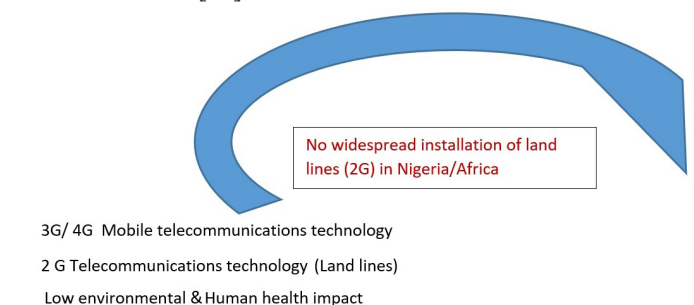 No widespread installation of land
lines (2G) in Nigeria/Africa
3G/ 4G  Mobile telecommunications technology
2 G Telecommunications technology (Land lines)
Low environmental & Human health impact